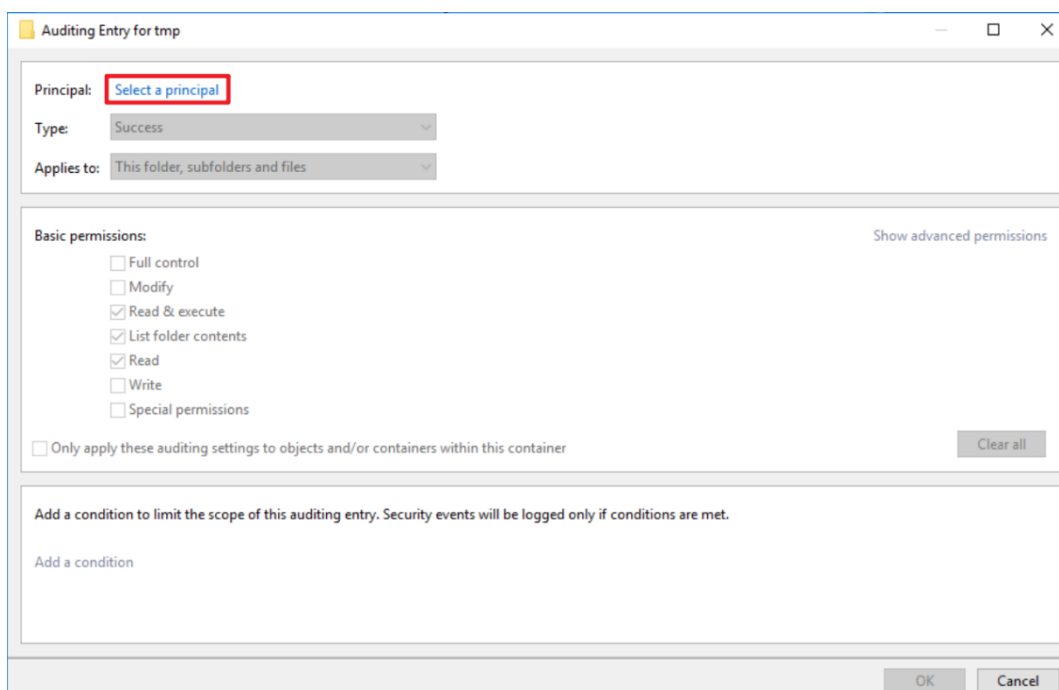 Auditing Entry for tmp
Principal: Select a principal
Type: Success
Applies to: This folder, subfolders and files
Basic permissions: Show advanced permissions
Full control
Modify
Read & execute
List folder contents
Read
Write
Special permissions
Only apply these auditing settings to objects and/or containers within this container Clear all
Add a condition to limit the scope of this auditing entry. Security events will be logged only if conditions are met.
Add a condition
OK Cancel